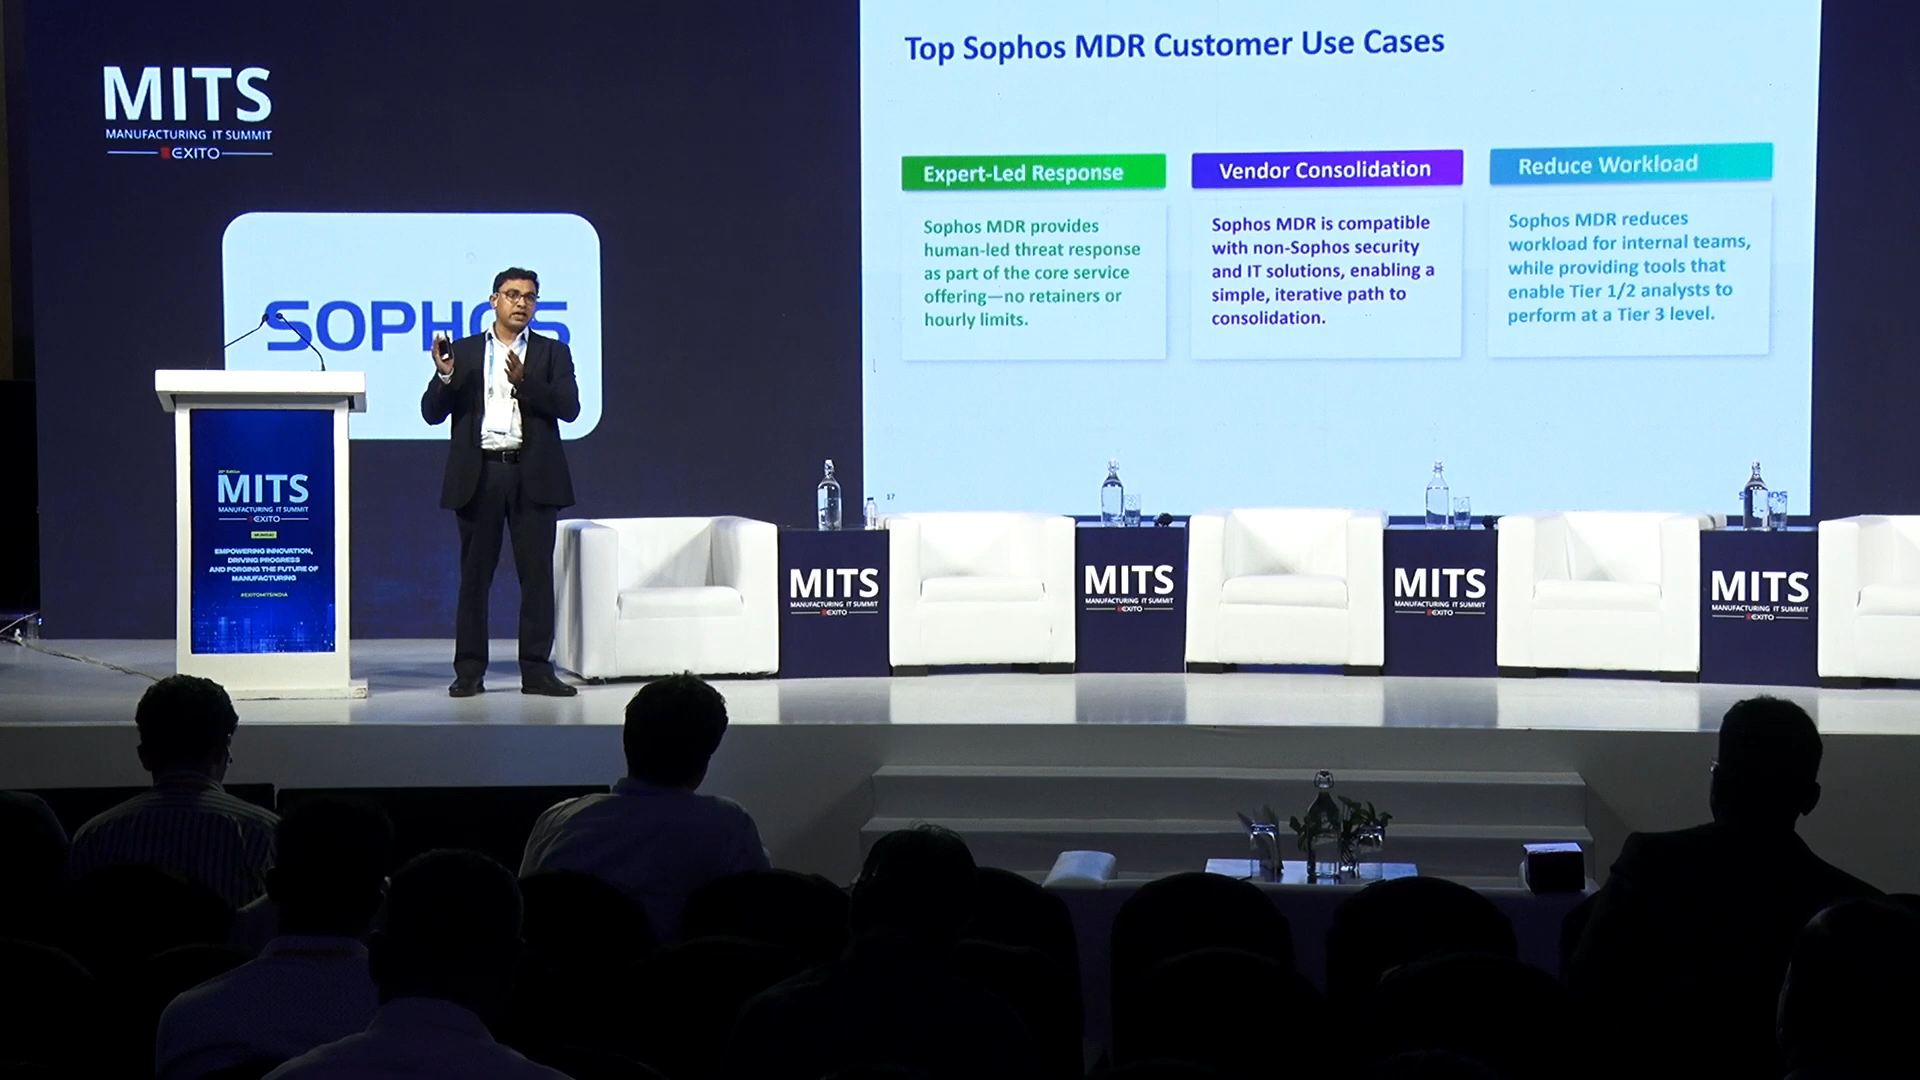 MITS
MANUFACTURING IT SUMMIT
EXITO
SOPHOS
Top Sophos MDR Customer Use Cases
Expert-Led Response
Sophos MDR provides
human-led threat response
as part of the core service
offering—no retainers or
hourly limits.
Vendor Consolidation
Sophos MDR is compatible
with non-Sophos security
and IT solutions, enabling a
simple, iterative path to
consolidation.
Reduce Workload
Sophos MDR reduces
workload for internal teams,
while providing tools that
enable Tier 1/2 analysts to
perform at a Tier 3 level.
17
MITS
MANUFACTURING IT SUMMIT
EXITO
MUMBAI
EMPOWERING INNOVATION,
DRIVING PROGRESS
AND FORGING THE FUTURE OF
MANUFACTURING
#EXITOMITSINDIA
MITS
MANUFACTURING IT SUMMIT
EXITO
MITS
MANUFACTURING IT SUMMIT
EXITO
MITS
MANUFACTURING IT SUMMIT
EXITO
MITS
MANUFACTURING IT SUMMIT
EXITO